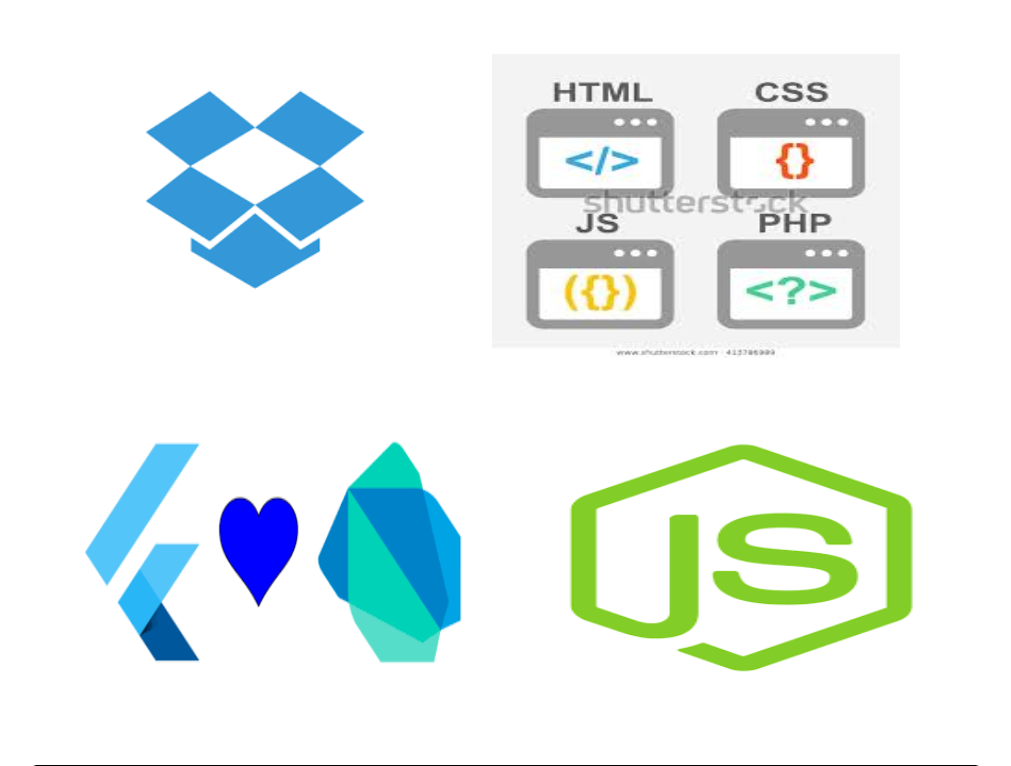 HTML CSS
</> {}
shutterstock
JS PHP
({}) <?>
www.shutterstock.com · 413786989
JS